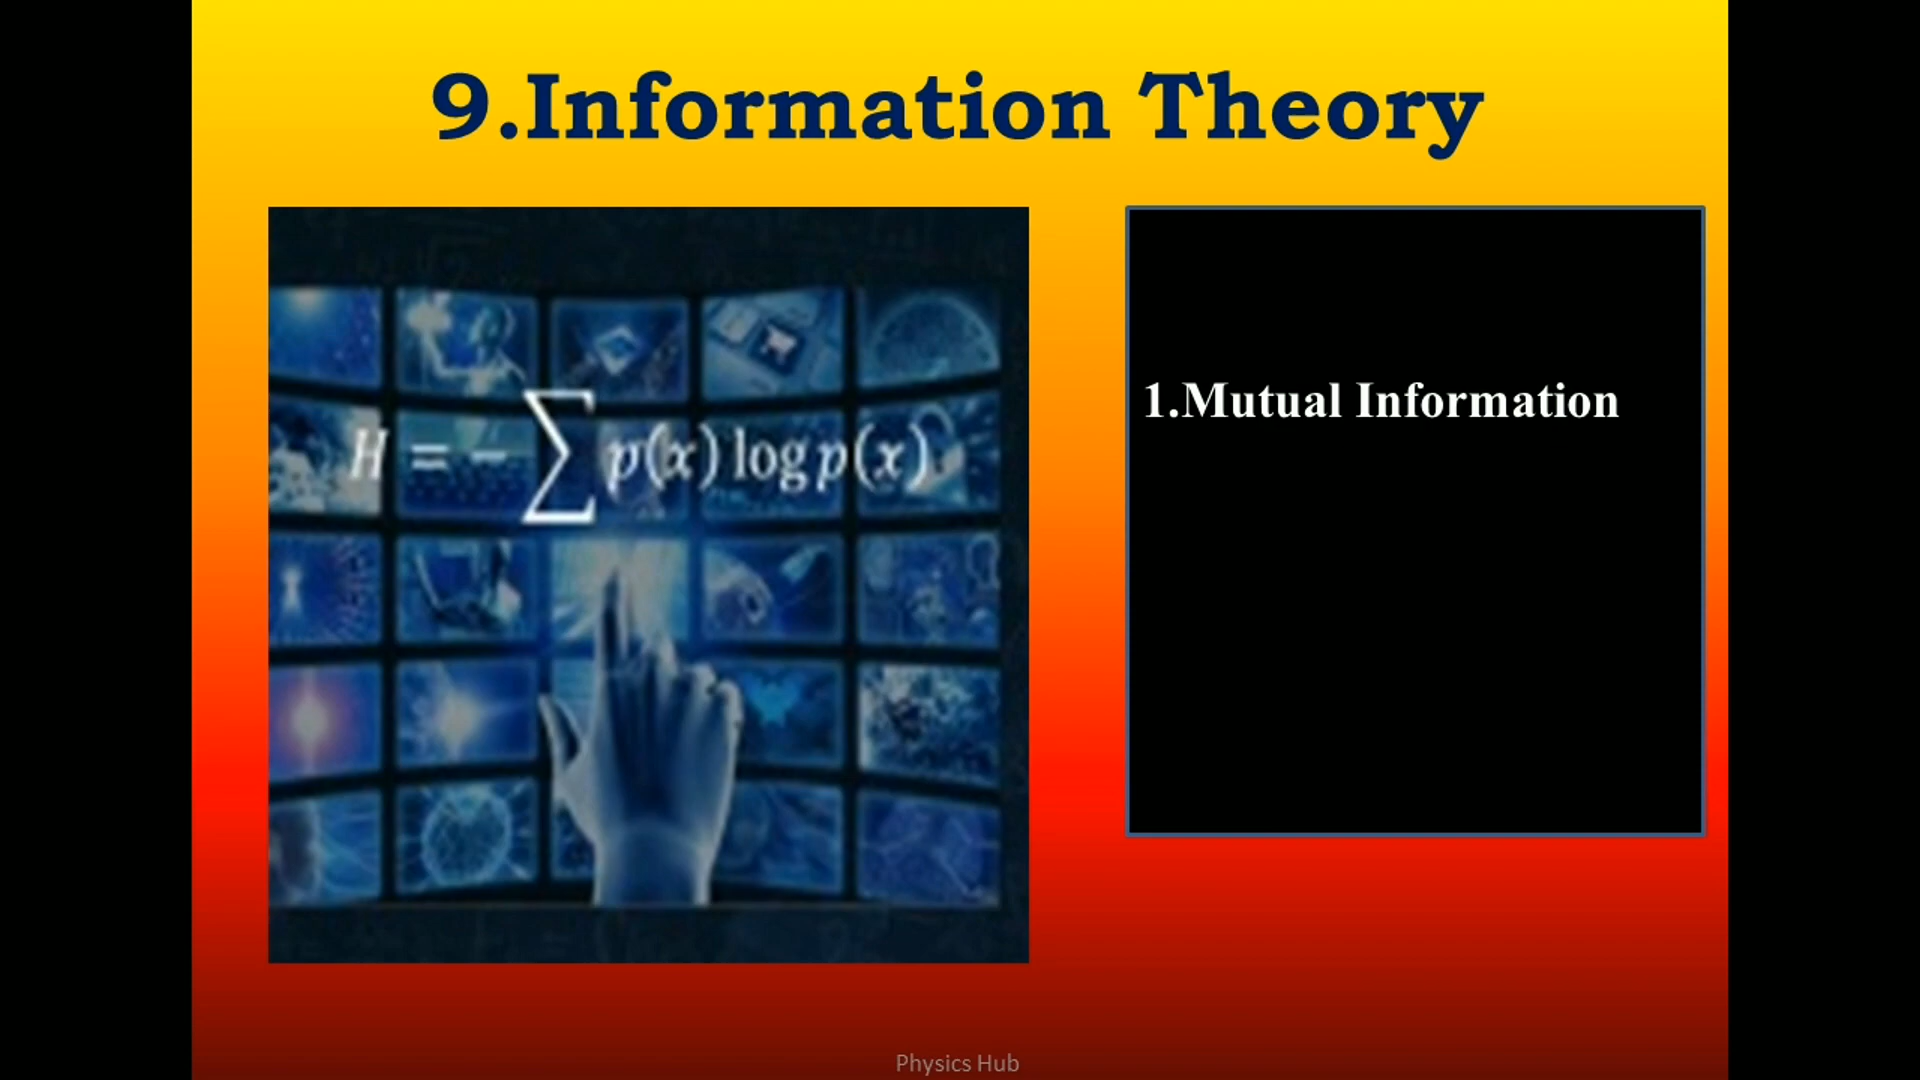 9.Information Theory
H = - ∑ p(x) log p(x)
1.Mutual Information
Physics Hub